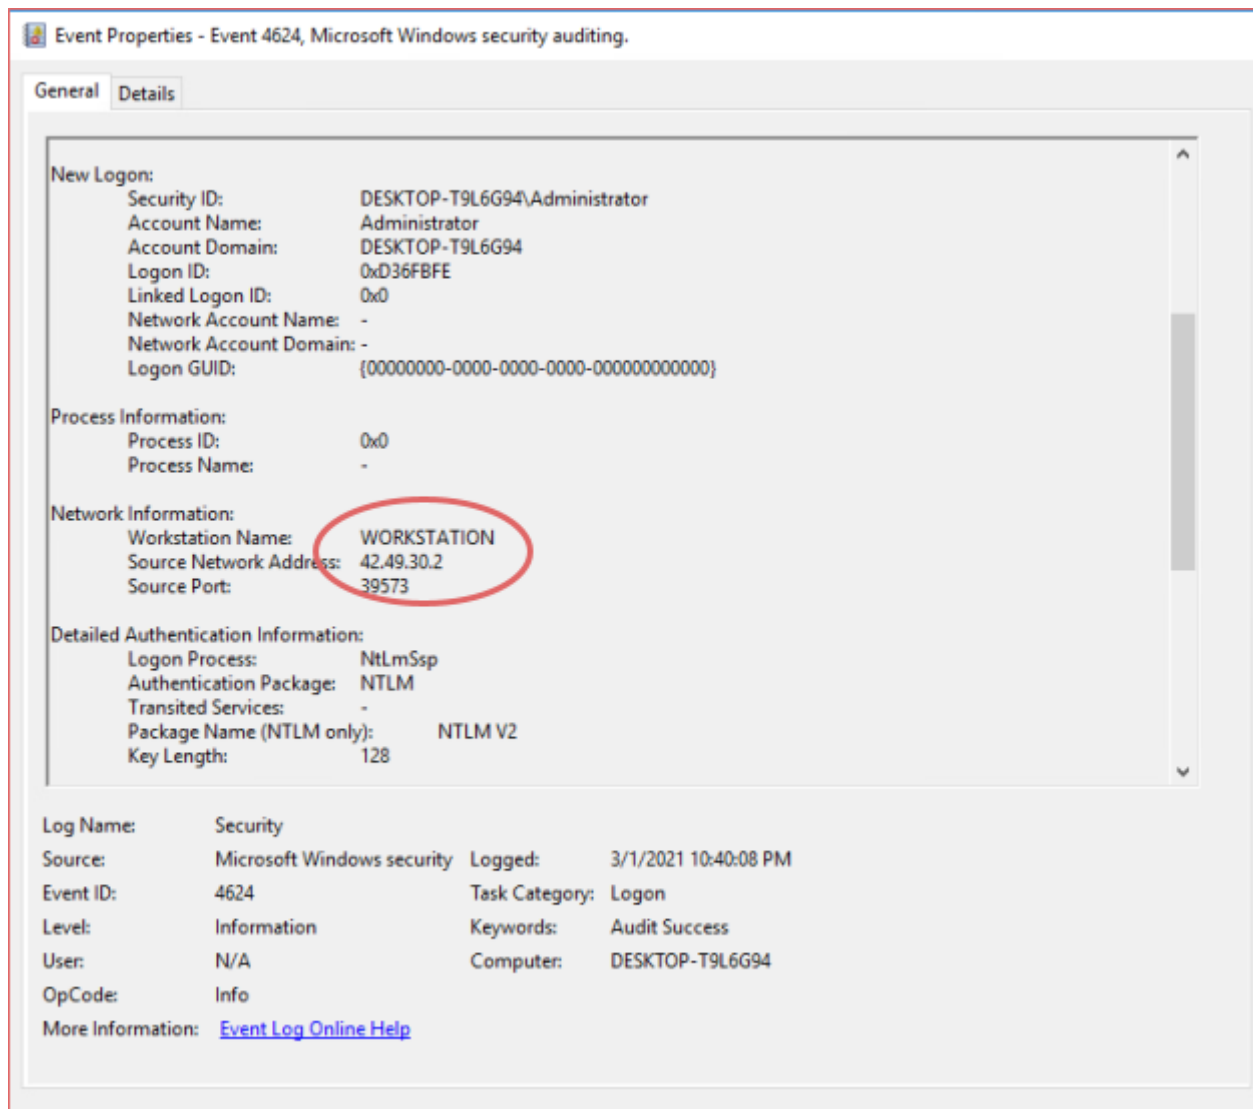 Event Properties - Event 4624, Microsoft Windows security auditing.
General Details
New Logon:
Security ID: DESKTOP-T9L6G94\Administrator
Account Name: Administrator
Account Domain: DESKTOP-T9L6G94
Logon ID: 0xD36FBFE
Linked Logon ID: 0x0
Network Account Name: -
Network Account Domain: -
Logon GUID: {00000000-0000-0000-0000-000000000000}
Process Information:
Process ID: 0x0
Process Name: -
Network Information:
Workstation Name: WORKSTATION
Source Network Address: 42.49.30.2
Source Port: 39573
Detailed Authentication Information:
Logon Process: NtLmSsp
Authentication Package: NTLM
Transited Services: -
Package Name (NTLM only): NTLM V2
Key Length: 128
Log Name: Security
Source: Microsoft Windows security Logged: 3/1/2021 10:40:08 PM
Event ID: 4624 Task Category: Logon
Level: Information Keywords: Audit Success
User: N/A Computer: DESKTOP-T9L6G94
OpCode: Info
More Information: Event Log Online Help